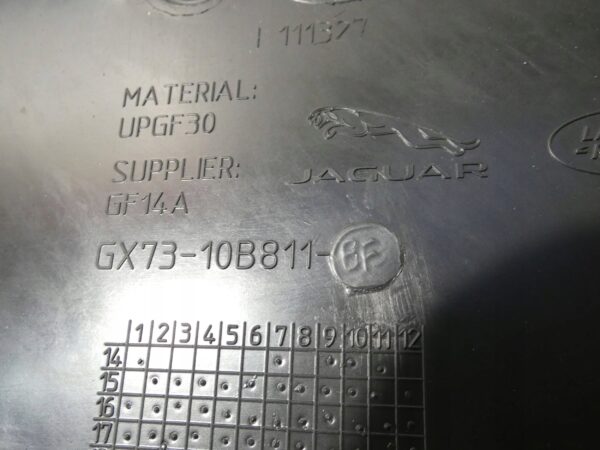 111327
MATERIAL:
UPGF30
JAGUAR
SUPPLIER:
GF14A
GX73-10B811-BF
1 2 3 4 5 6 7 8 9 10 11 12
14
15
16
17